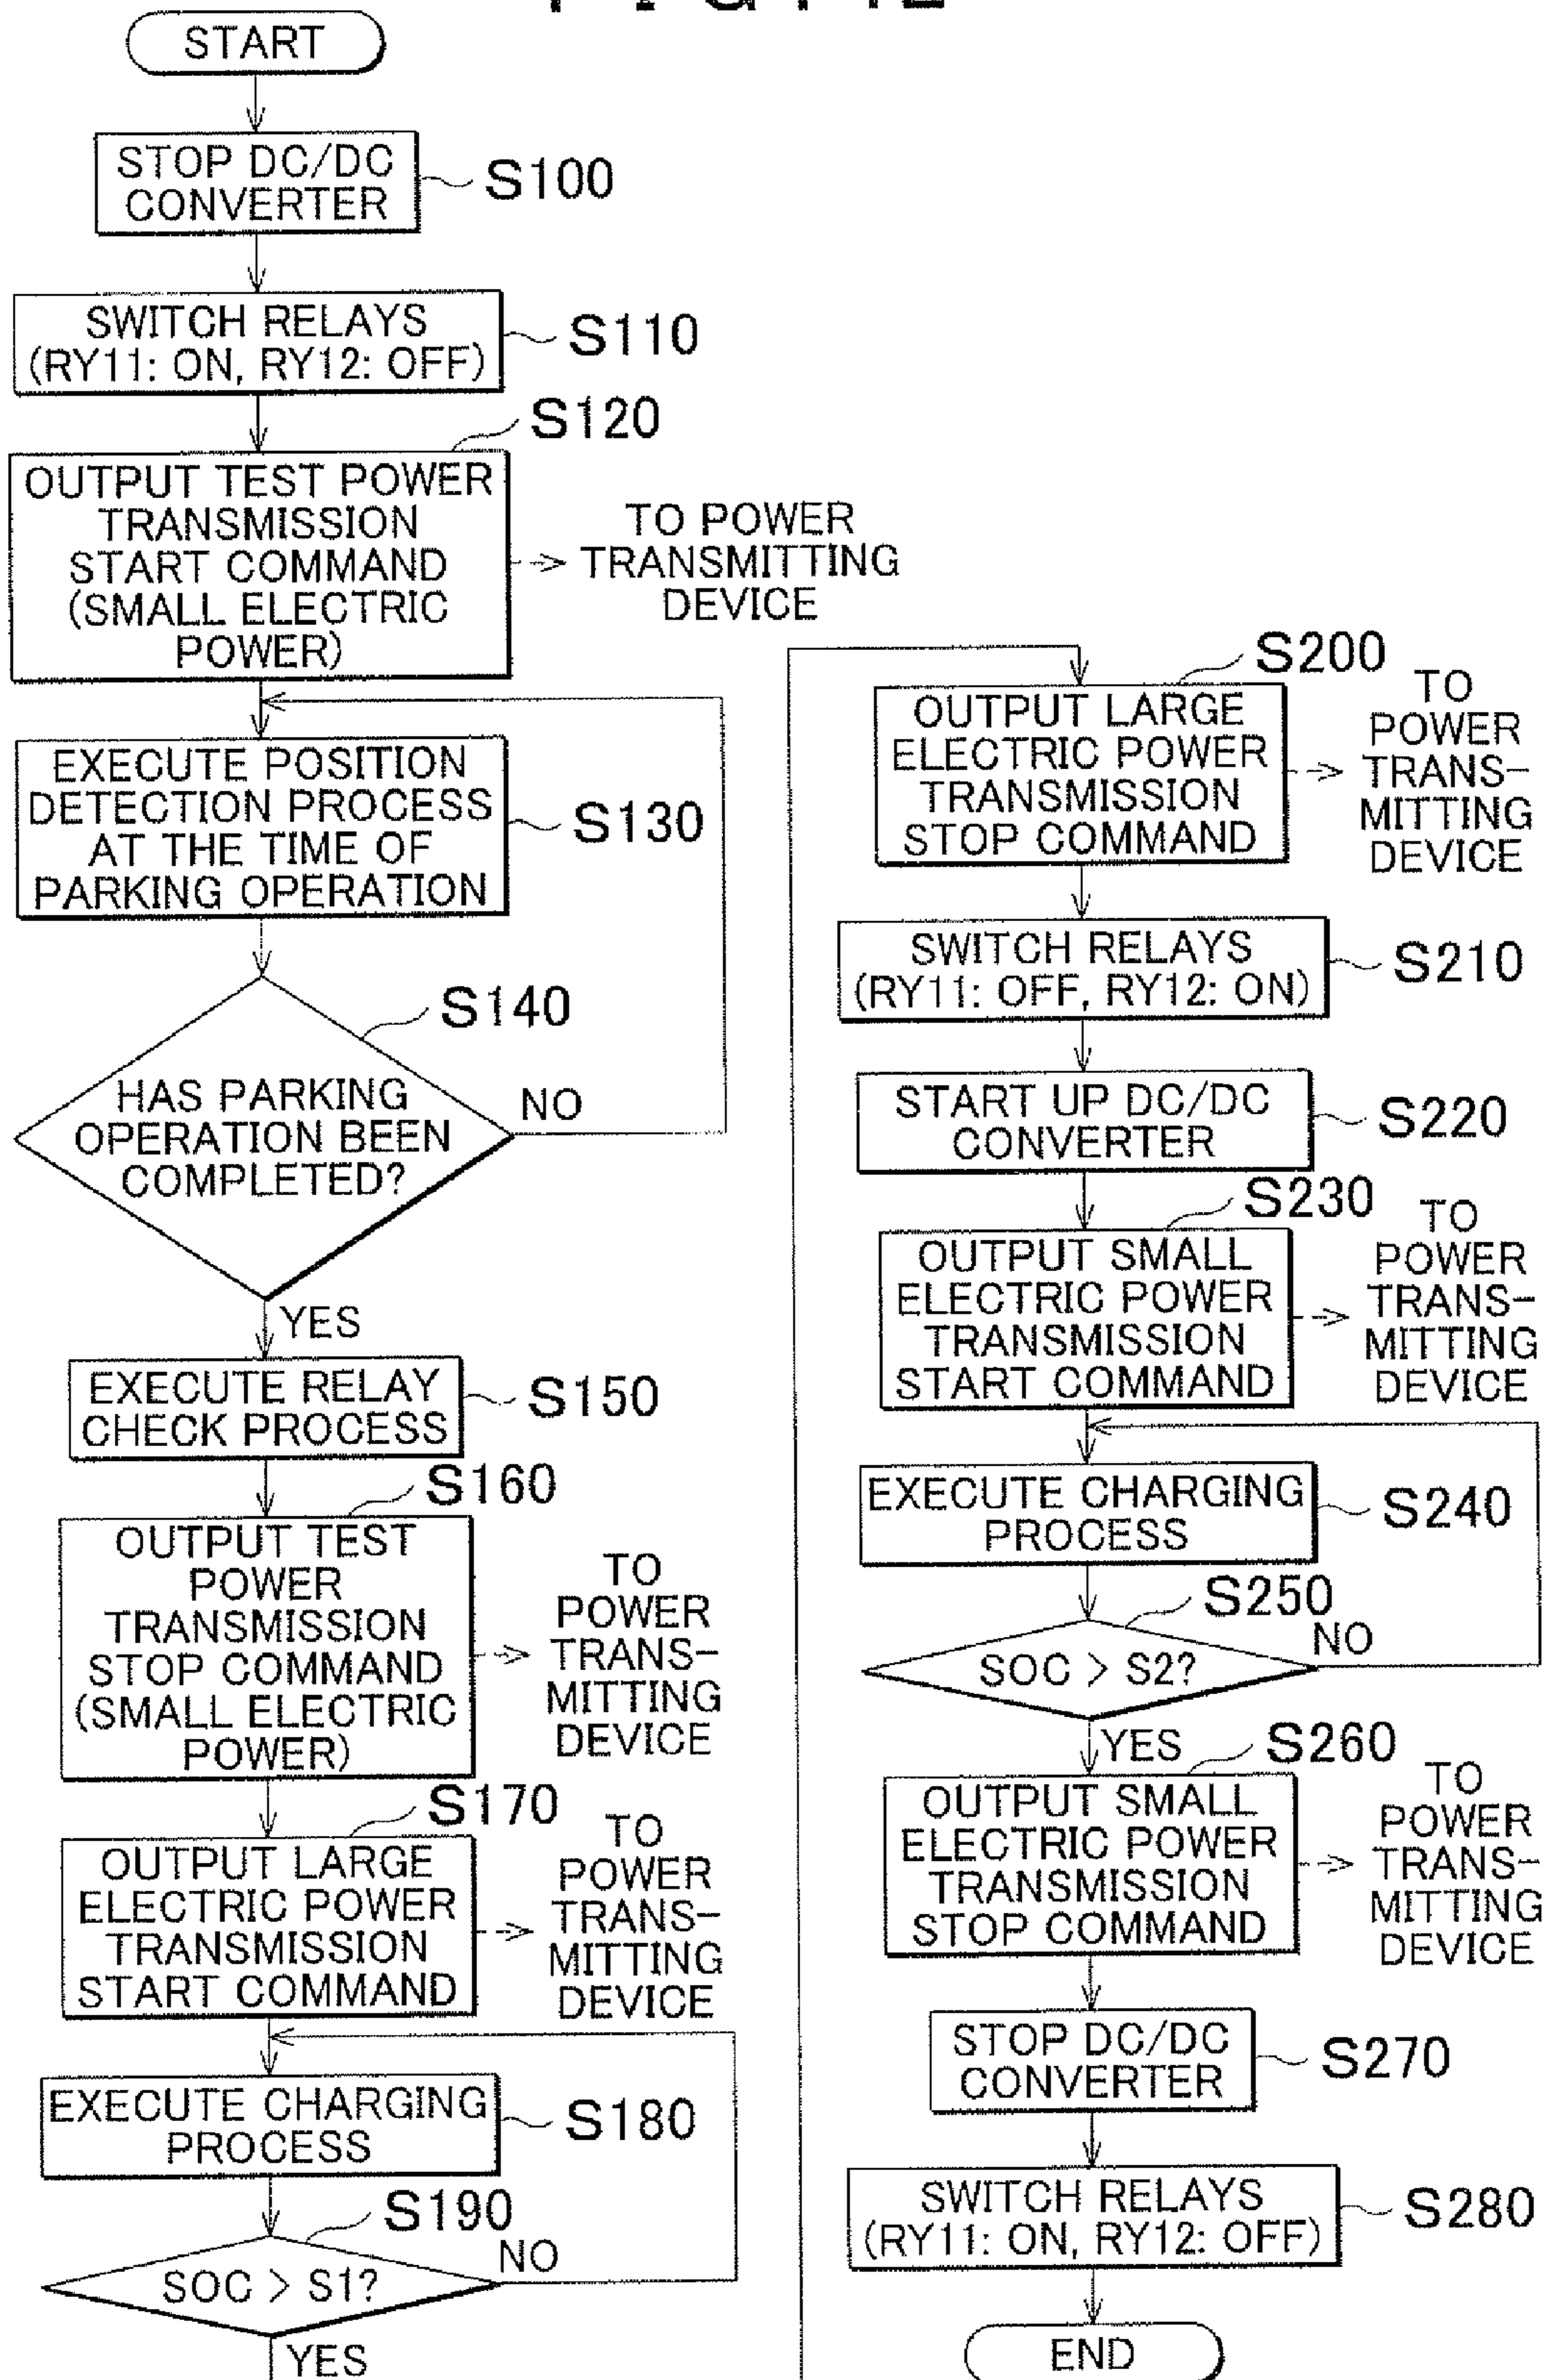 START
STOP DC/DC
CONVERTER
S100
SWITCH RELAYS
(RY11: ON, RY12: OFF)
S110
S120
OUTPUT TEST POWER
TRANSMISSION
START COMMAND
(SMALL ELECTRIC
POWER)
TO POWER
TRANSMITTING
DEVICE
EXECUTE POSITION
DETECTION PROCESS
AT THE TIME OF
PARKING OPERATION
S130
S140
HAS PARKING
OPERATION BEEN
COMPLETED?
NO
YES
EXECUTE RELAY
CHECK PROCESS
S150
S160
OUTPUT TEST
POWER
TRANSMISSION
STOP COMMAND
(SMALL ELECTRIC
POWER)
TO
POWER
TRANS-
MITTING
DEVICE
S170
OUTPUT LARGE
ELECTRIC POWER
TRANSMISSION
START COMMAND
TO
POWER
TRANS-
MITTING
DEVICE
EXECUTE CHARGING
PROCESS
S180
S190
SOC > S1?
NO
YES
S200
OUTPUT LARGE
ELECTRIC POWER
TRANSMISSION
STOP COMMAND
TO
POWER
TRANS-
MITTING
DEVICE
SWITCH RELAYS
(RY11: OFF, RY12: ON)
S210
START UP DC/DC
CONVERTER
S220
S230
OUTPUT SMALL
ELECTRIC POWER
TRANSMISSION
START COMMAND
TO
POWER
TRANS-
MITTING
DEVICE
EXECUTE CHARGING
PROCESS
S240
S250
SOC > S2?
NO
YES
S260
OUTPUT SMALL
ELECTRIC POWER
TRANSMISSION
STOP COMMAND
TO
POWER
TRANS-
MITTING
DEVICE
STOP DC/DC
CONVERTER
S270
SWITCH RELAYS
(RY11: ON, RY12: OFF)
S280
END